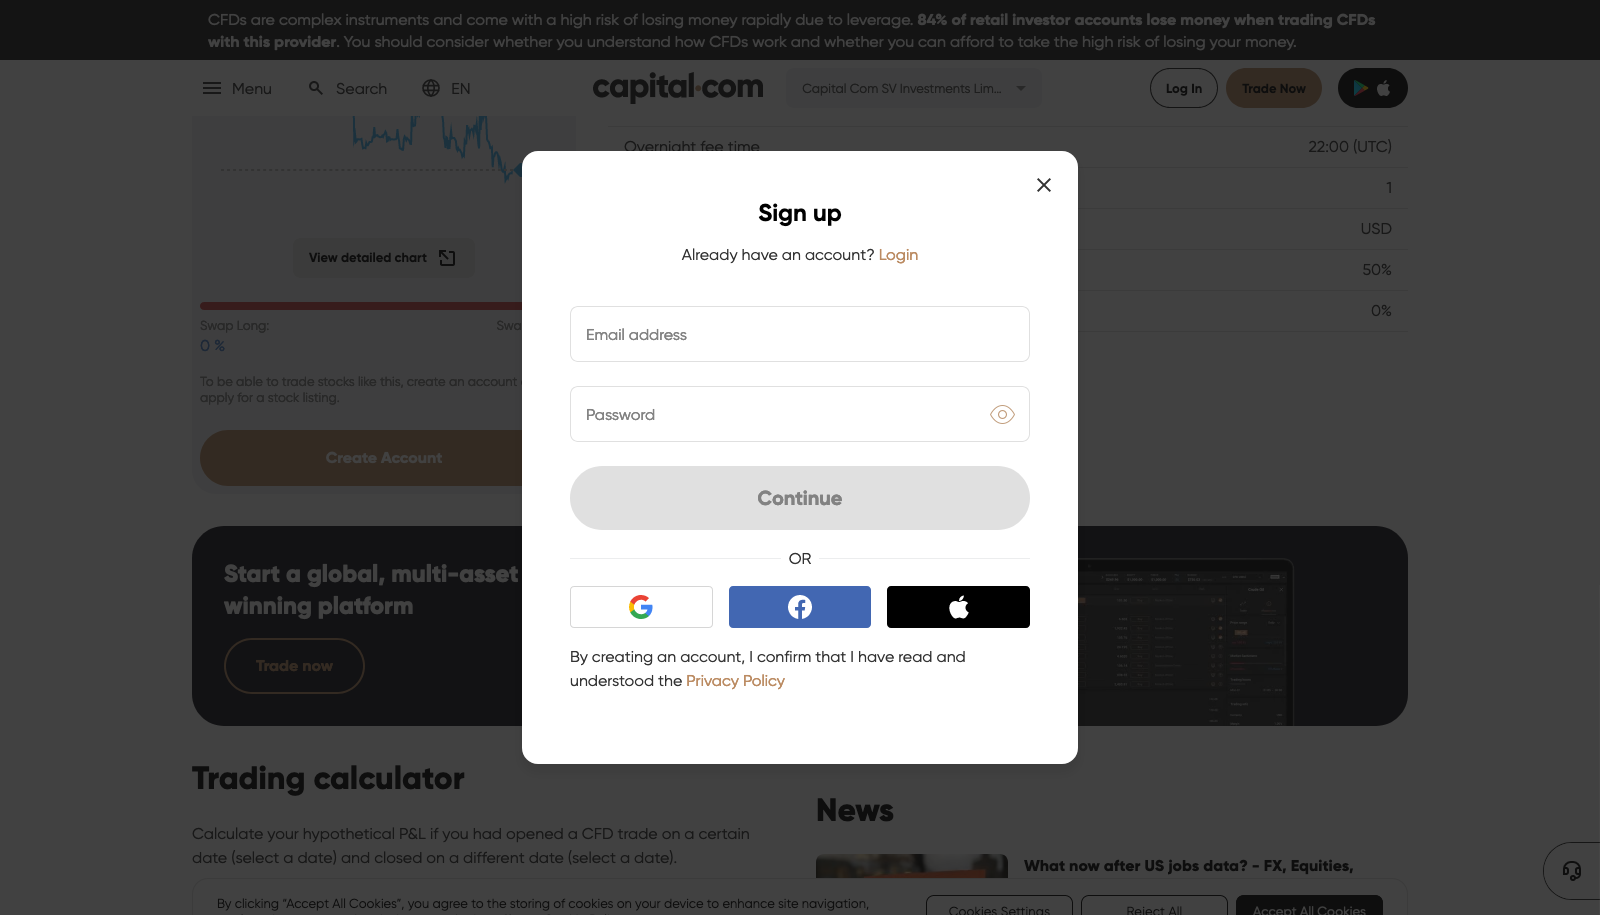 CFDs are complex instruments and come with a high risk of losing money rapidly due to leverage. 84% of retail investor accounts lose money when trading CFDs
with this provider. You should consider whether you understand how CFDs work and whether you can afford to take the high risk of losing your money.
Menu Search EN capital.com Capital Com SV Investments Lim... Log In Trade Now
Overnight fee time 22:00 (UTC)
1
USD
50%
0%
View detailed chart
Swap Long:
0 %
To be able to trade stocks like this, create an account
apply for a stock listing.
Create Account
Sign up
Already have an account? Login
Email address
Password
Continue
OR
By creating an account, I confirm that I have read and
understood the Privacy Policy
Start a global, multi-asset
winning platform
Trade now
Trading calculator
Calculate your hypothetical P&L if you had opened a CFD trade on a certain
date (select a date) and closed on a different date (select a date).
News
What now after US jobs data? - FX, Equities,
By clicking "Accept All Cookies", you agree to the storing of cookies on your device to enhance site navigation,
Cookies Settings Reject All Accept All Cookies